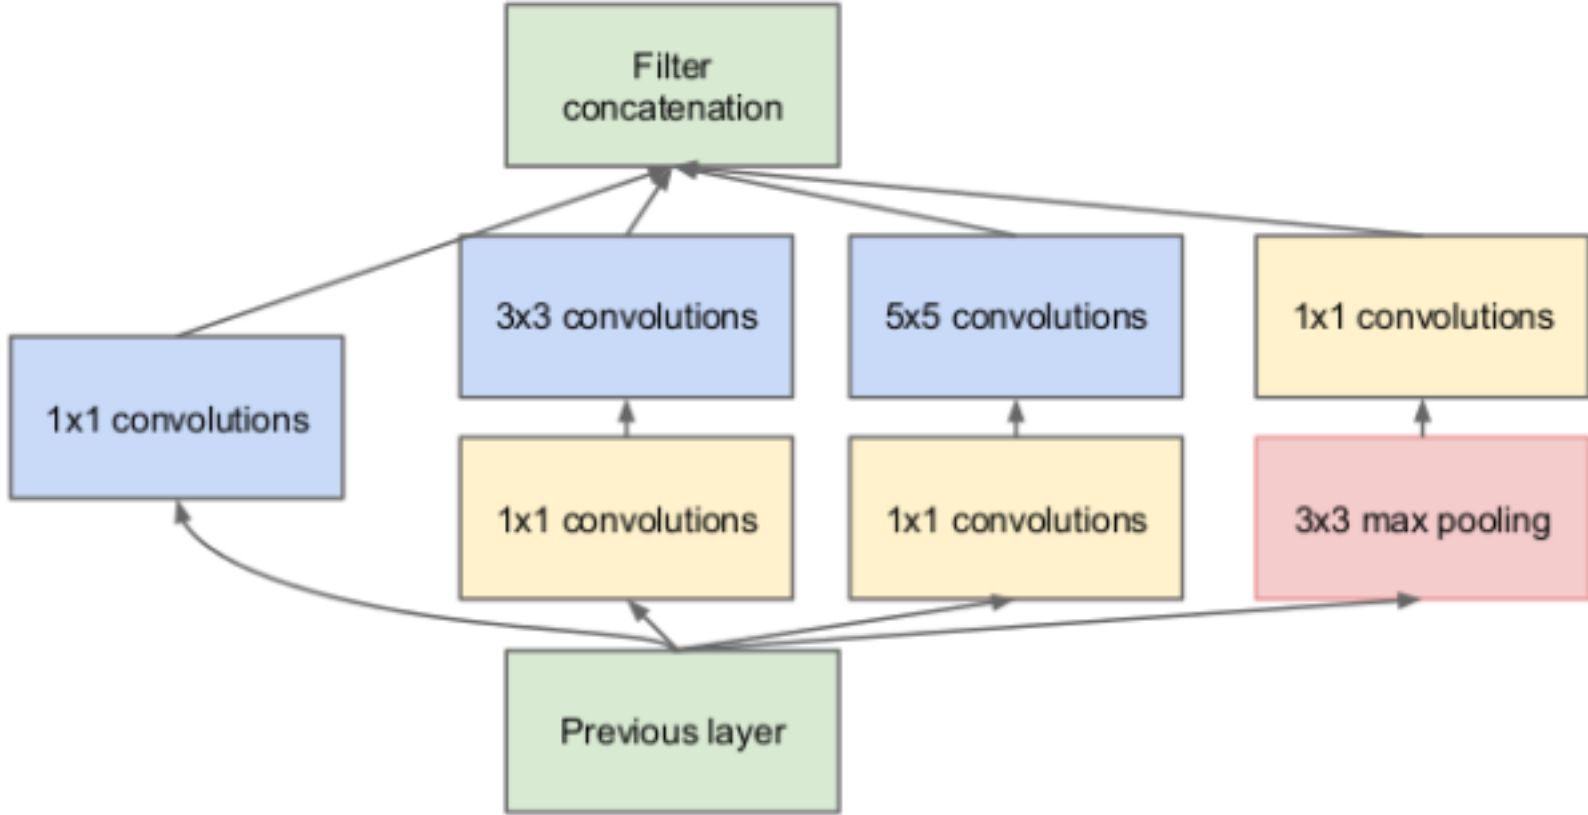 Filter
concatenation
3x3 convolutions
5x5 convolutions
1x1 convolutions
1x1 convolutions
1x1 convolutions
1x1 convolutions
3x3 max pooling
Previous layer